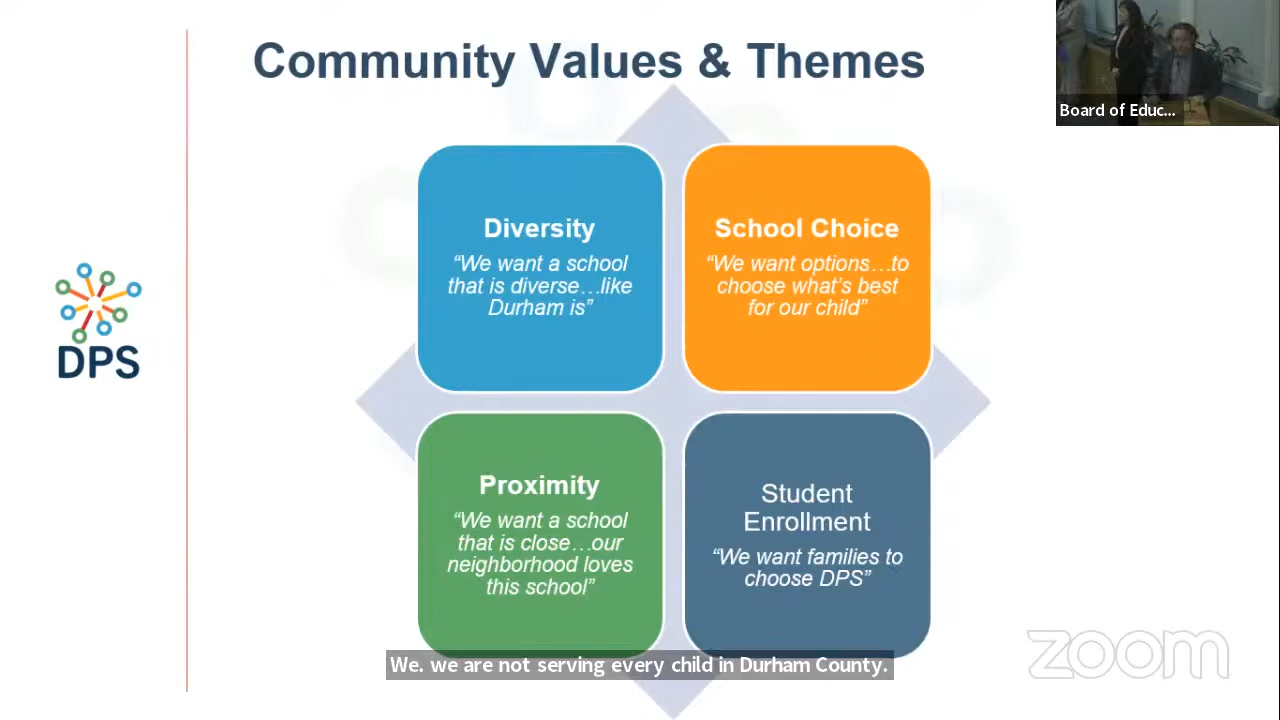 Community Values & Themes
Board of Educ...
Diversity
“We want a school
that is diverse…like
Durham is”
School Choice
“We want options…to
choose what’s best
for our child”
DPS
Proximity
“We want a school
that is close…our
neighborhood loves
this school”
Student
Enrollment
“We want families to
choose DPS”
We. we are not serving every child in Durham County.
zoom